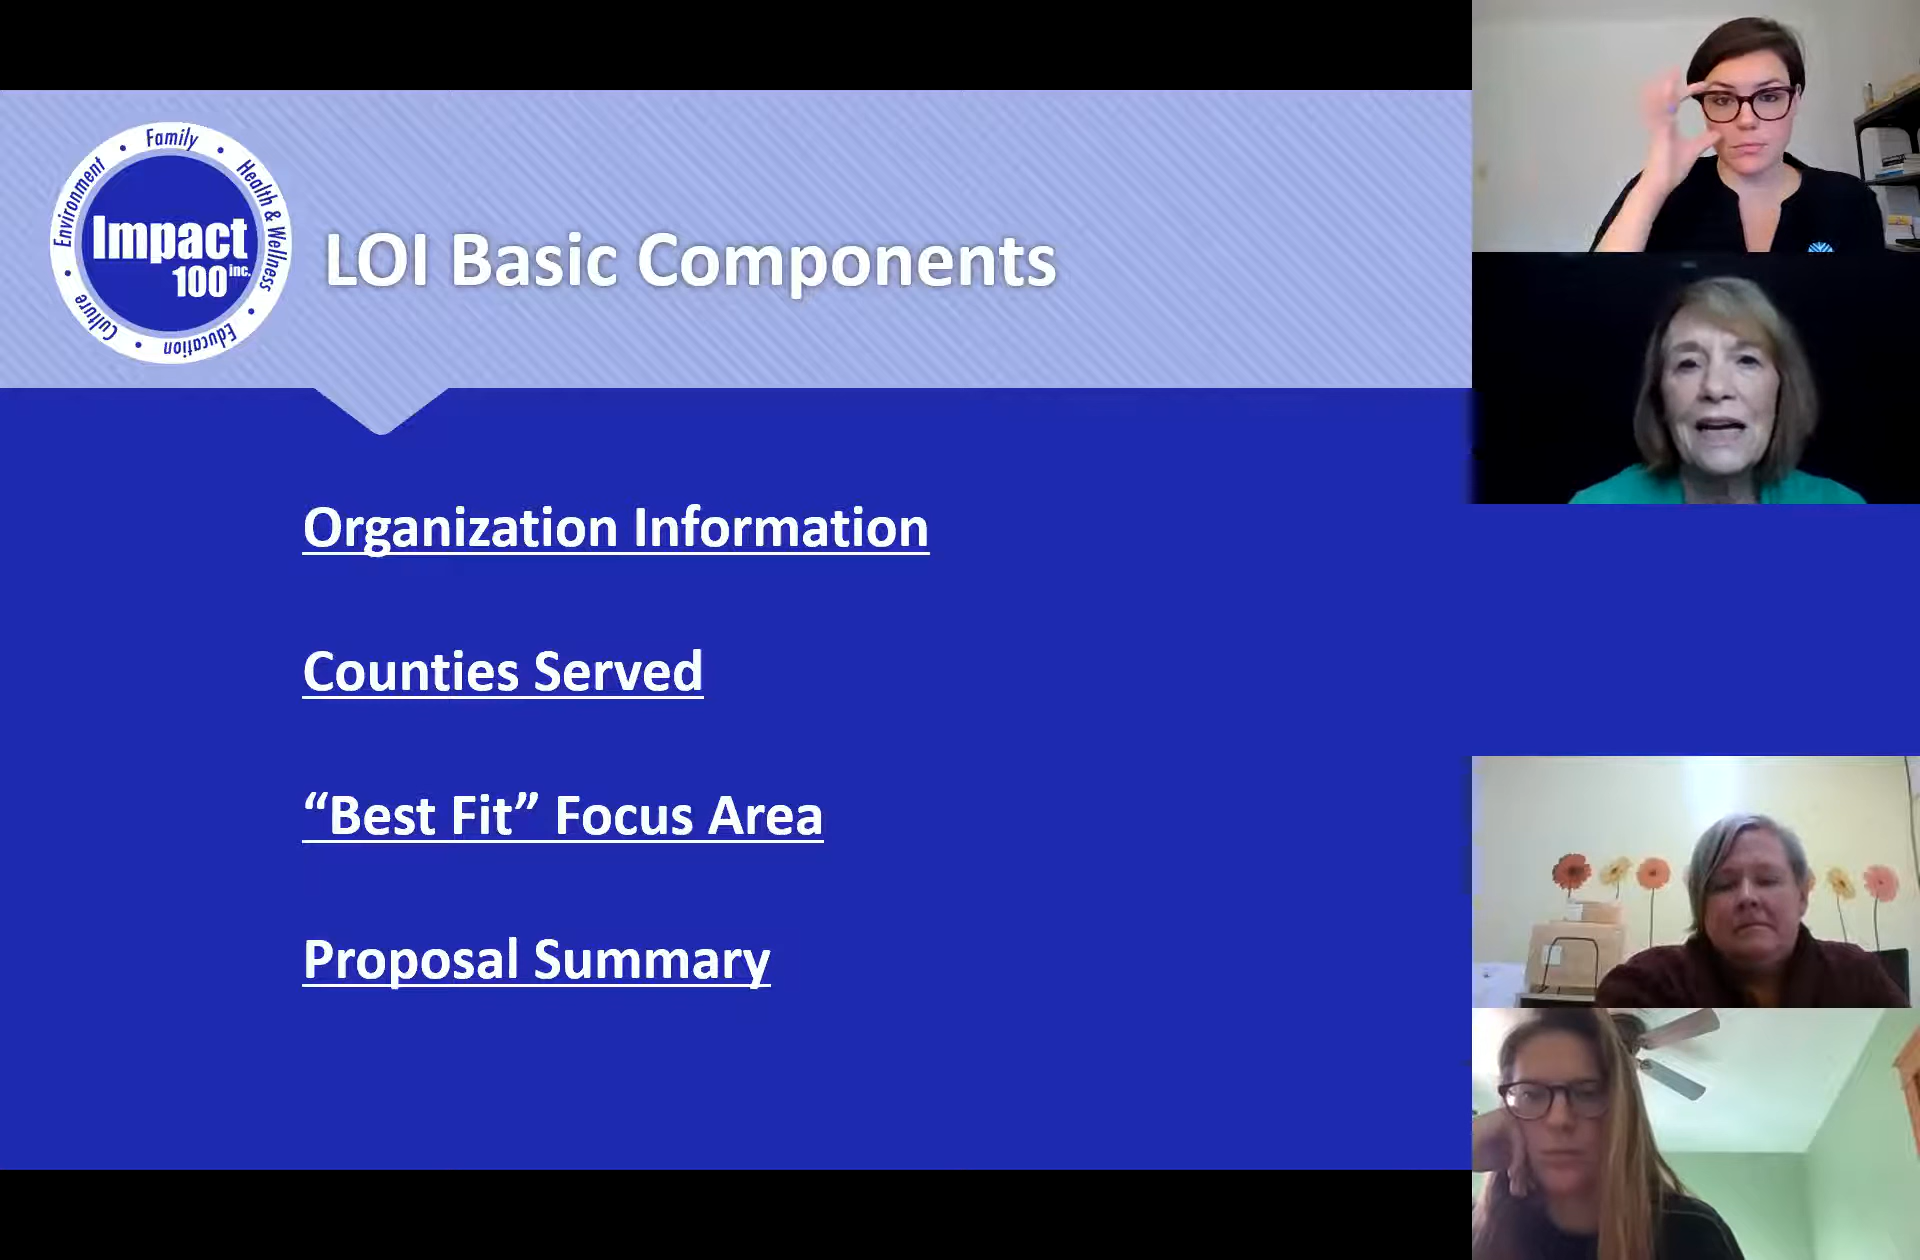 Family
Health & Wellness
Education
Culture
Environment
Impact
100 inc.
LOI Basic Components
Organization Information
Counties Served
“Best Fit” Focus Area
Proposal Summary